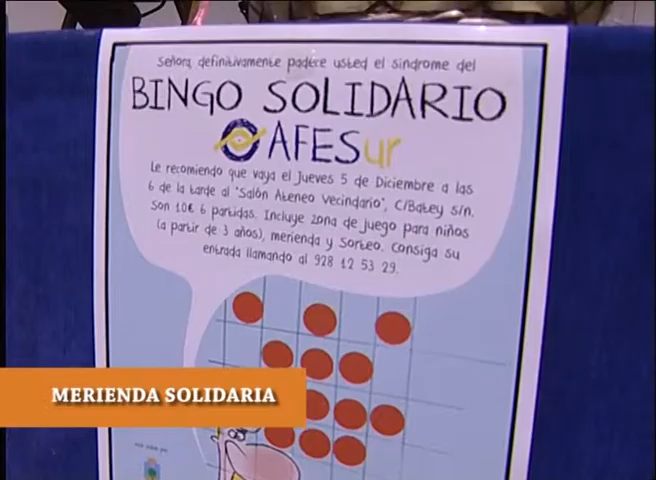 Señora definitivamente padece usted el sindrome del
BINGO SOLIDARIO
AFESur
Le recomiendo que vaya el Jueves 5 de Diciembre a las
6 de la tarde al "Salón Ateneo Vecindario", C/Batey s/n.
Son 10€ 6 partidas. Incluye zona de juego para niños
(a partir de 3 años), merienda y Sorteo. Consiga su
entrada llamando al 928 12 53 29.
MERIENDA SOLIDARIA